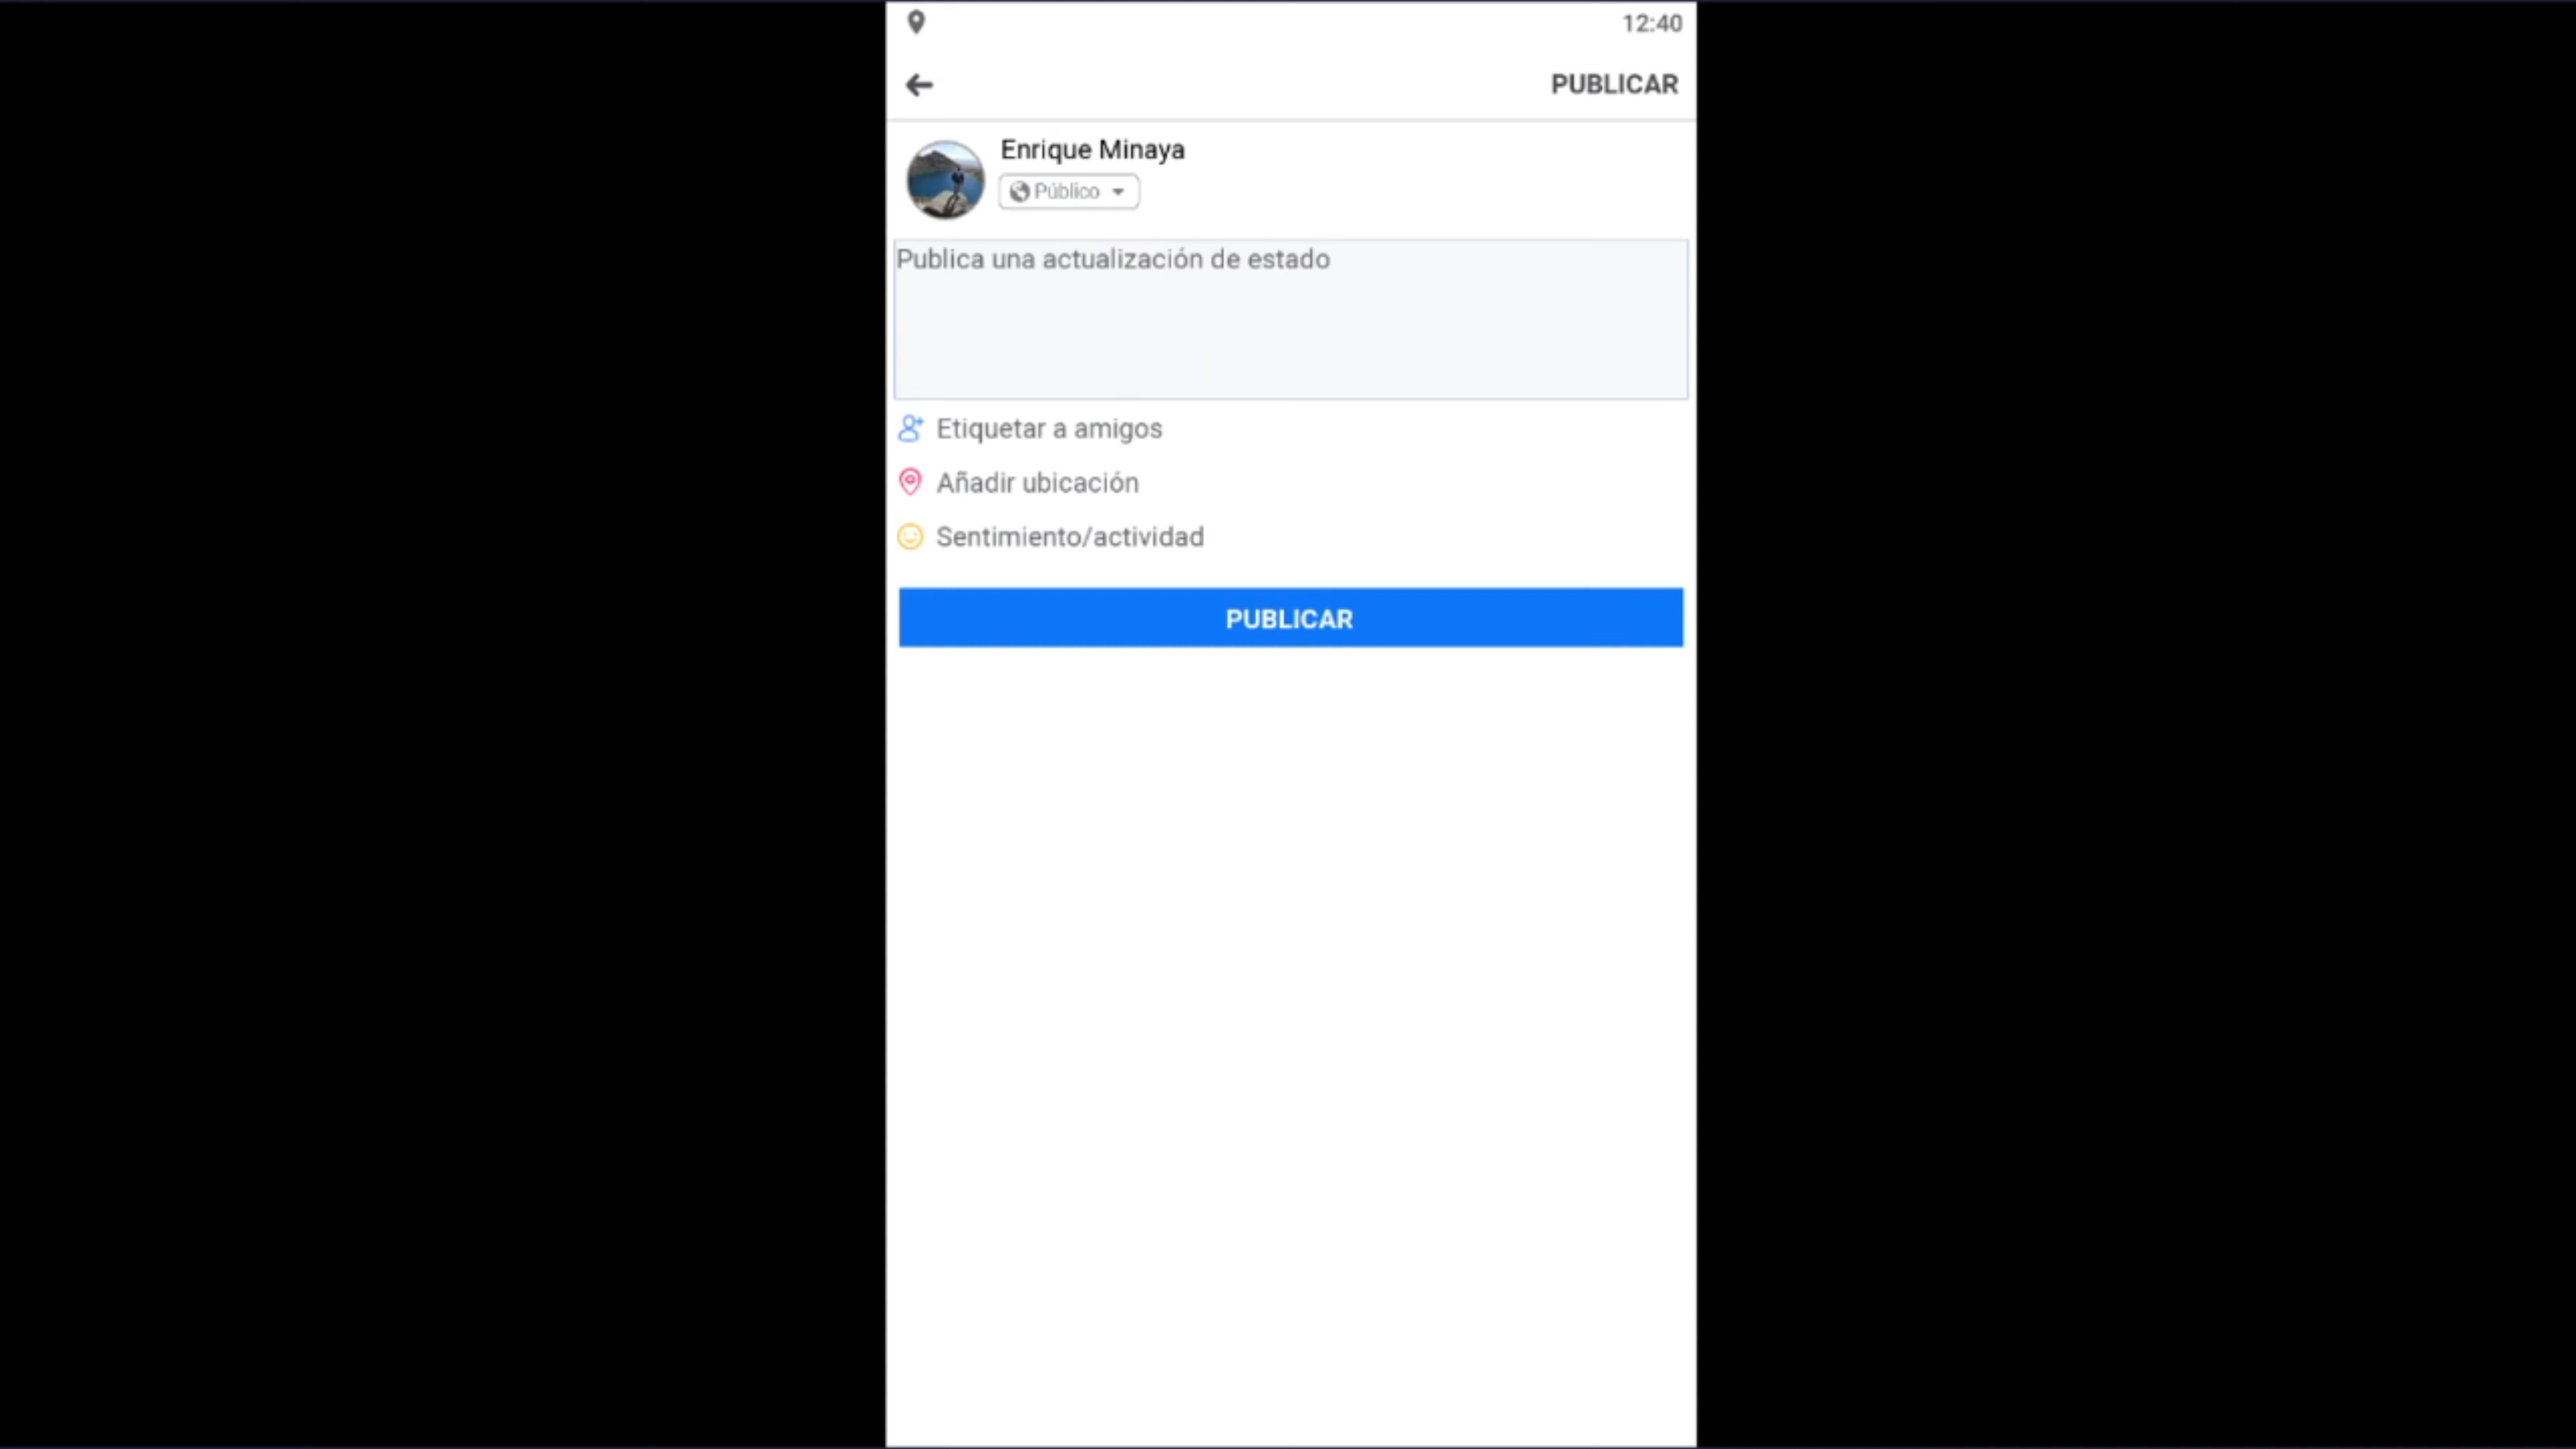 12:40
PUBLICAR
Enrique Minaya
Público
Publica una actualización de estado
Etiquetar a amigos
Añadir ubicación
Sentimiento/actividad
PUBLICAR